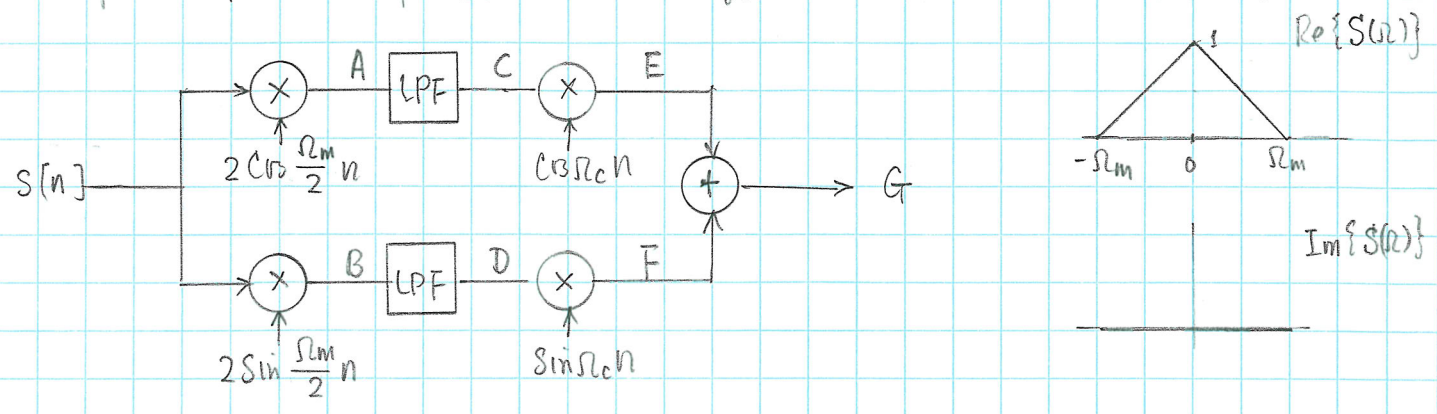 Re{S(Ω)}
1
A LPF C E
2 Cos Ωm/2 n
Cos Ωc n
S[n]
G
-Ωm 0 Ωm
Im{S(Ω)}
B LPF D F
2 Sin Ωm/2 n
Sin Ωc n